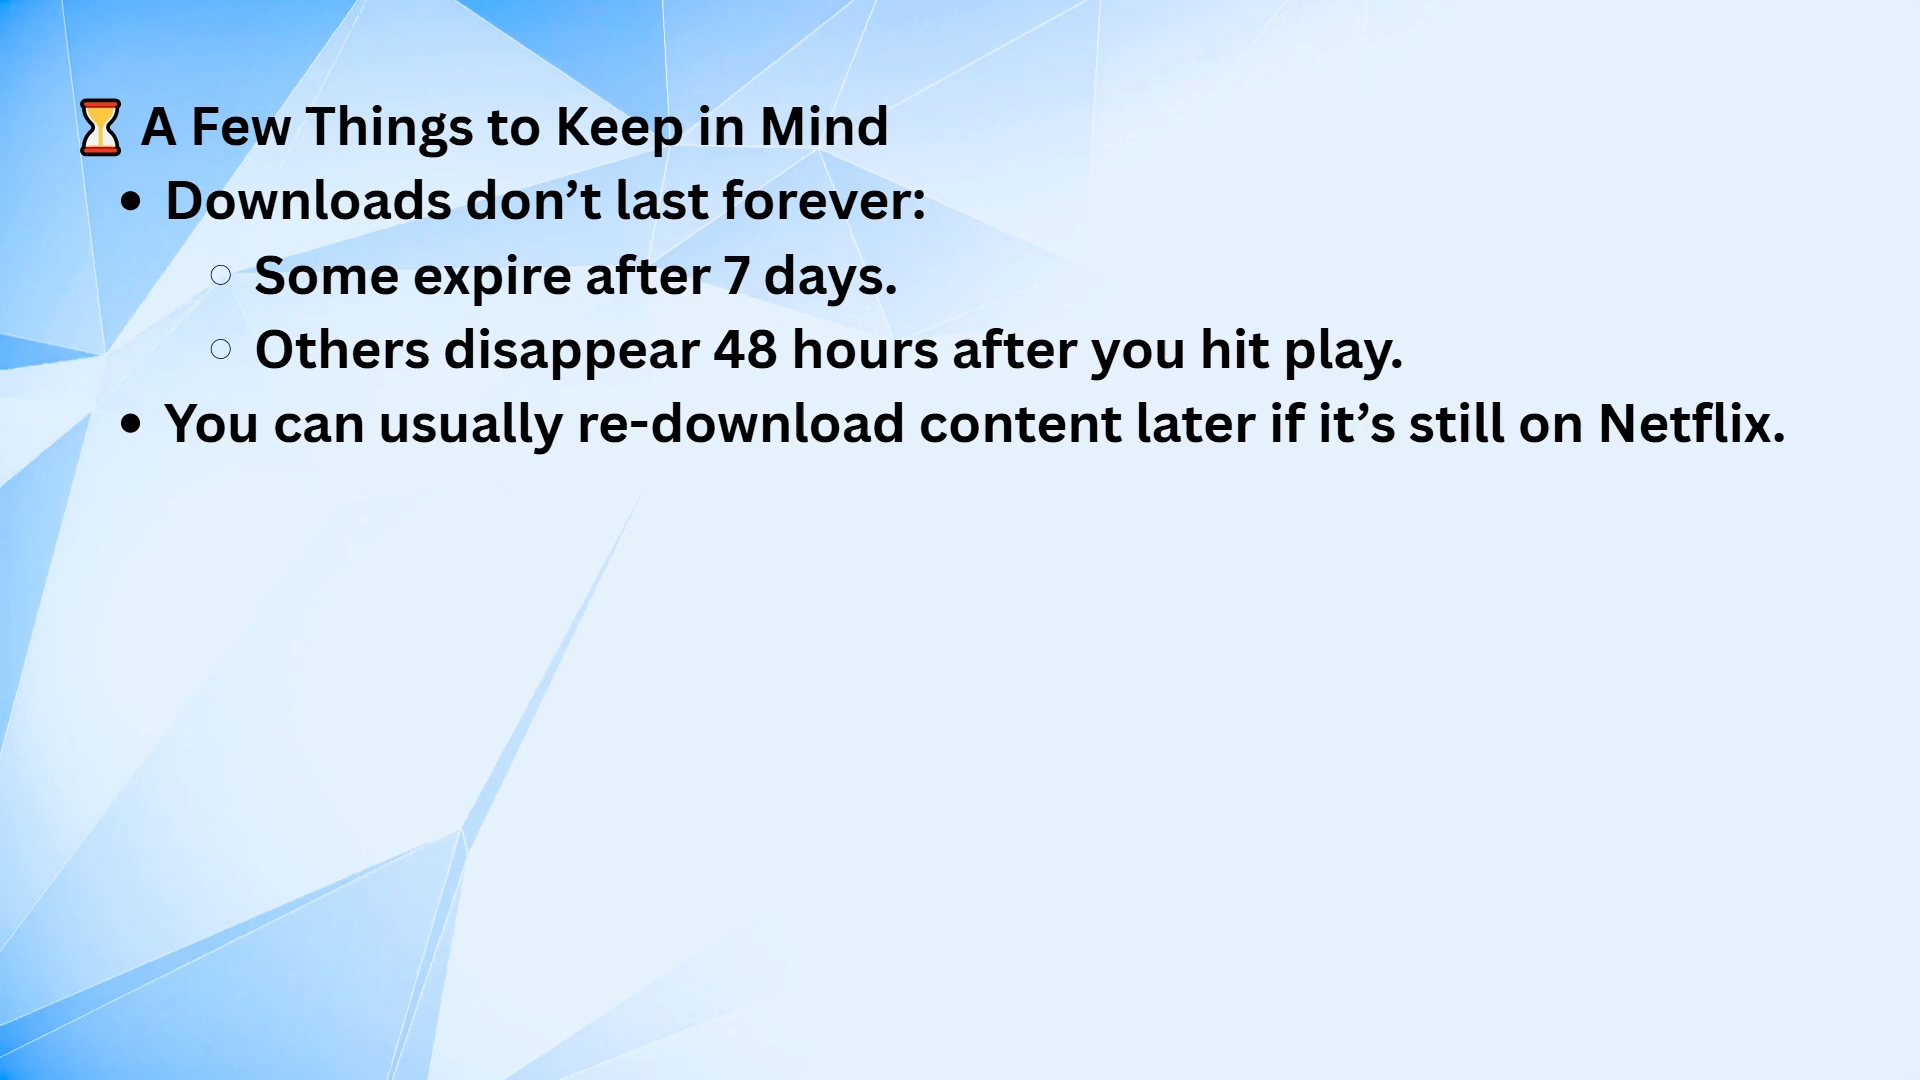 ⏳ A Few Things to Keep in Mind
• Downloads don’t last forever:
○ Some expire after 7 days.
○ Others disappear 48 hours after you hit play.
• You can usually re-download content later if it’s still on Netflix.